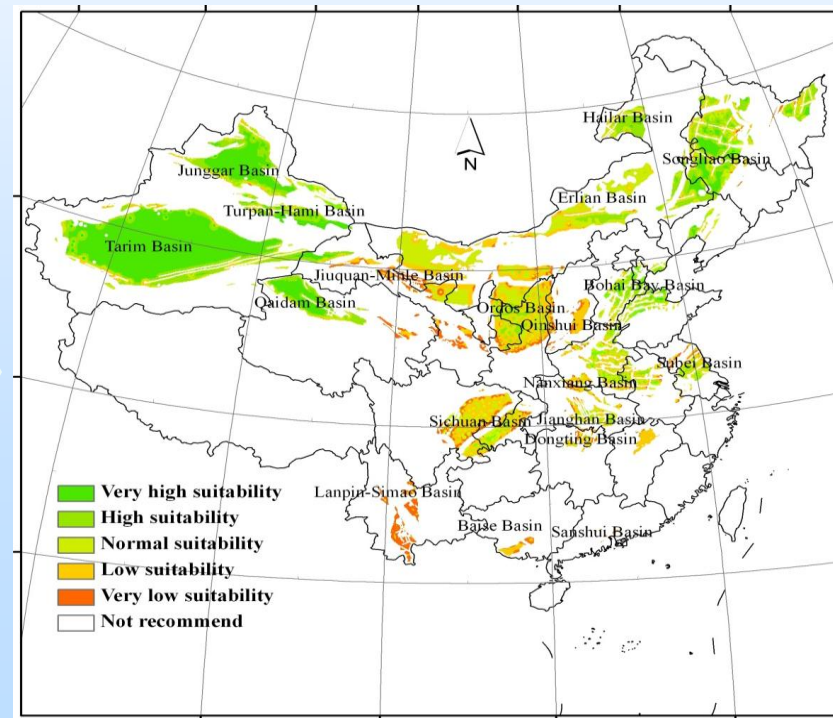 Hailar Basin
Songliao Basin
Junggar Basin
Erlian Basin
Turpan-Hami Basin
Tarim Basin
Jiuquan-Minle Basin
Bohai Bay Basin
Qaidam Basin
Ordos Basin
Qinshui Basin
Subei Basin
Nanxiang Basin
Sichuan Basin
Jianghan Basin
Dongting Basin
Lanpin-Simao Basin
Baise Basin
Sanshui Basin
N
Very high suitability
High suitability
Normal suitability
Low suitability
Very low suitability
Not recommend